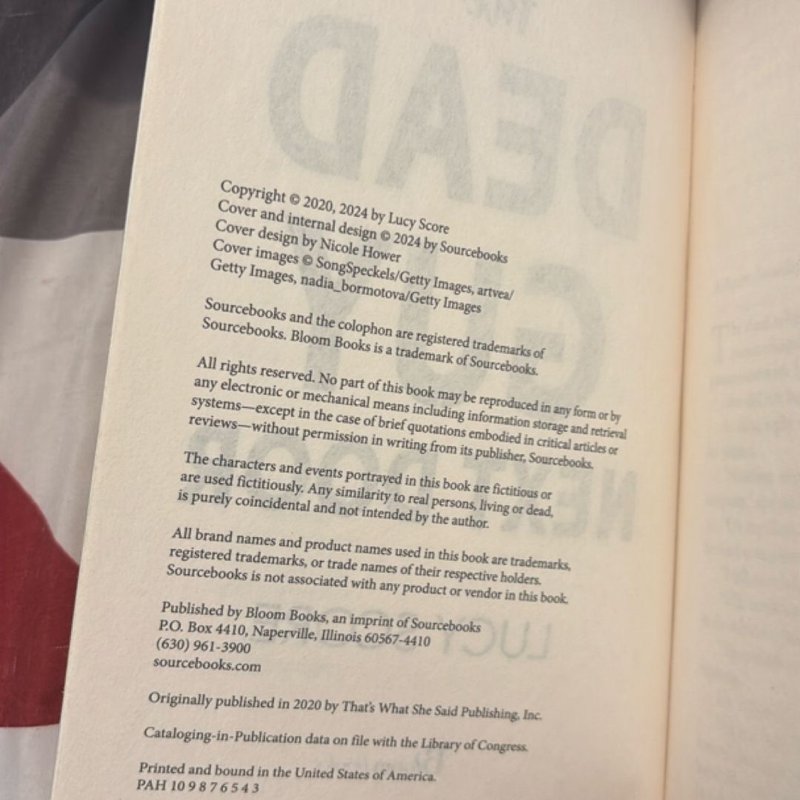 Copyright © 2020, 2024 by Lucy Score
Cover and internal design © 2024 by Sourcebooks
Cover design by Nicole Hower
Cover images © SongSpeckels/Getty Images, artvea/
Getty Images, nadia_bormotova/Getty Images
Sourcebooks and the colophon are registered trademarks of
Sourcebooks. Bloom Books is a trademark of Sourcebooks.
All rights reserved. No part of this book may be reproduced in any form or by
any electronic or mechanical means including information storage and retrieval
systems—except in the case of brief quotations embodied in critical articles or
reviews—without permission in writing from its publisher, Sourcebooks.
The characters and events portrayed in this book are fictitious or
are used fictitiously. Any similarity to real persons, living or dead,
is purely coincidental and not intended by the author.
All brand names and product names used in this book are trademarks,
registered trademarks, or trade names of their respective holders.
Sourcebooks is not associated with any product or vendor in this book.
Published by Bloom Books, an imprint of Sourcebooks
P.O. Box 4410, Naperville, Illinois 60567-4410
(630) 961-3900
sourcebooks.com
Originally published in 2020 by That's What She Said Publishing, Inc.
Cataloging-in-Publication data on file with the Library of Congress.
Printed and bound in the United States of America.
PAH 10 9 8 7 6 5 4 3
THE
DEAD
GUY
NEXT DOOR
LUCY SCORE